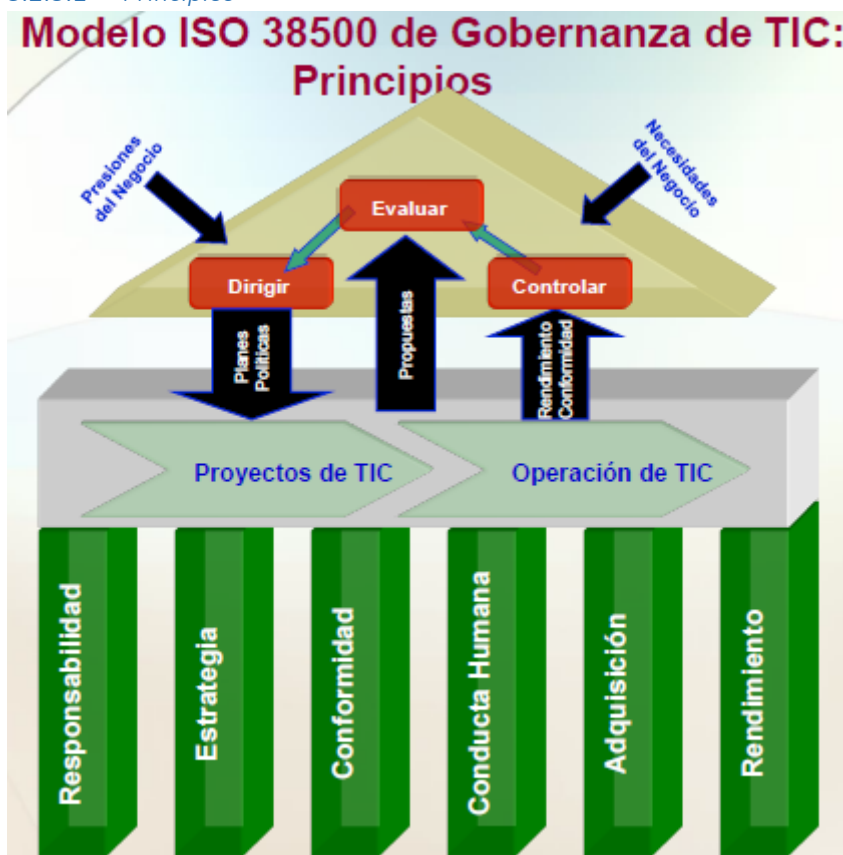 Modelo ISO 38500 de Gobernanza de TIC:
Principios
Presiones
del Negocio
Necesidades
del Negocio
Evaluar
Dirigir
Controlar
Planes
Políticas
Propuestas
Rendimiento
Conformidad
Proyectos de TIC
Operación de TIC
Responsabilidad
Estrategia
Conformidad
Conducta Humana
Adquisición
Rendimiento